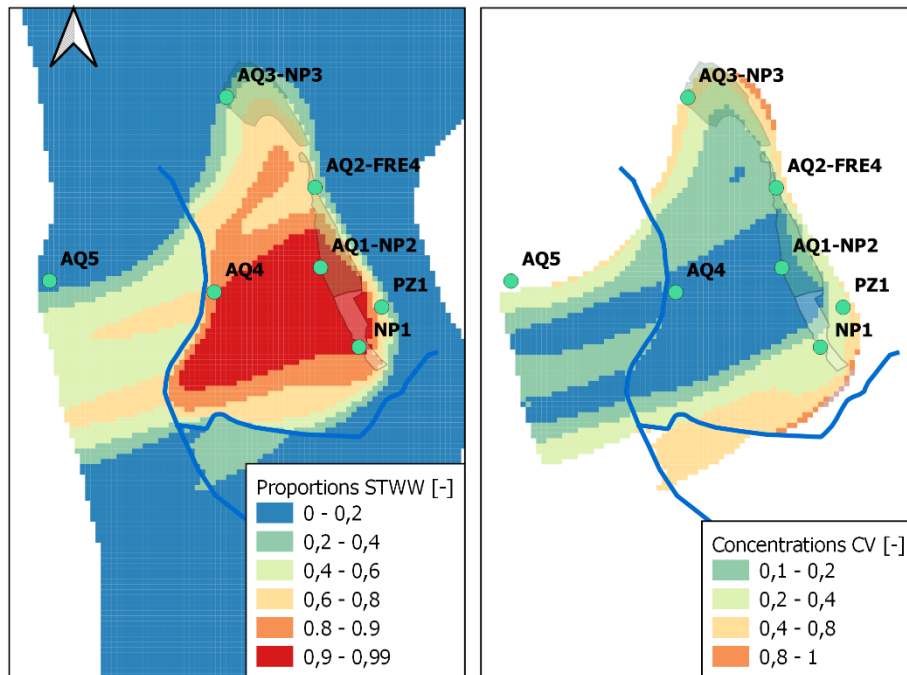 AQ3-NP3
AQ2-FRE4
AQ1-NP2
AQ5
AQ4
PZ1
NP1
Proportions STWW [-]
0 - 0,2
0,2 - 0,4
0,4 - 0,6
0,6 - 0,8
0.8 - 0.9
0,9 - 0,99
AQ3-NP3
AQ2-FRE4
AQ1-NP2
AQ5
AQ4
PZ1
NP1
Concentrations CV [-]
0,1 - 0,2
0,2 - 0,4
0,4 - 0,8
0,8 - 1